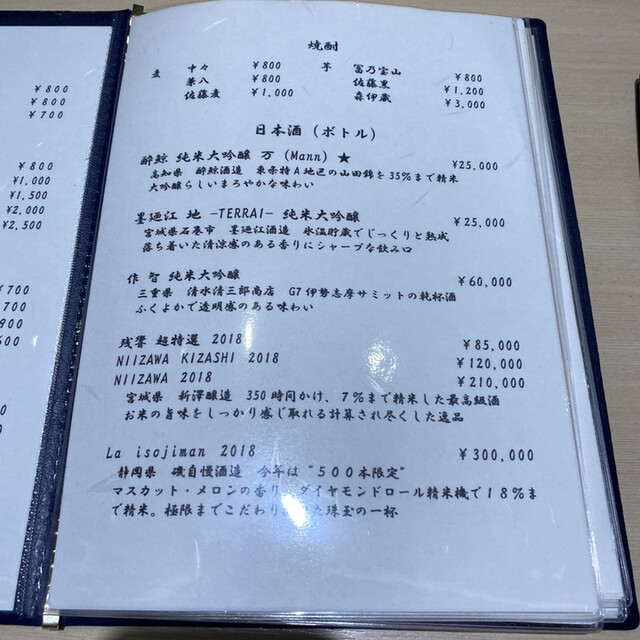 ¥800
¥800
¥700
¥800
¥1,000
¥1,500
¥2,000
¥2,500
¥700
焼酎
麦 中々 ¥800 芋 富乃宝山 ¥800
兼八 ¥800 佐藤黒 ¥1,200
佐藤麦 ¥1,000 森伊蔵 ¥3,000
日本酒（ボトル）
酔鯨 純米大吟醸 万（Mann）★ ¥25,000
高知県 酔鯨酒造 東条特A地区の山田錦を35%まで精米
大吟醸らしいまろやかな味わい
墨廼江 地 -TERRAI- 純米大吟醸 ¥25,000
宮城県石巻市 墨廼江酒造 氷温貯蔵でじっくりと熟成
落ち着いた清涼感のある香りにシャープな飲み口
作 智 純米大吟醸 ¥60,000
三重県 清水清三郎商店 G7伊勢志摩サミットの乾杯酒
ふくよかで透明感のある味わい
残響 超特選 2018 ¥85,000
NIIZAWA KIZASHI 2018 ¥120,000
NIIZAWA 2018 ¥210,000
宮城県 新澤醸造 350時間かけ、7%まで精米した最高級酒
お米の旨味をしっかり感じ取れる計算され尽くした逸品
La isojiman 2018 ¥300,000
静岡県 磯自慢酒造 今年は"500本限定"
マスカット・メロンの香り ダイヤモンドロール精米機で18%ま
で精米。極限までこだわり た珠玉の一杯